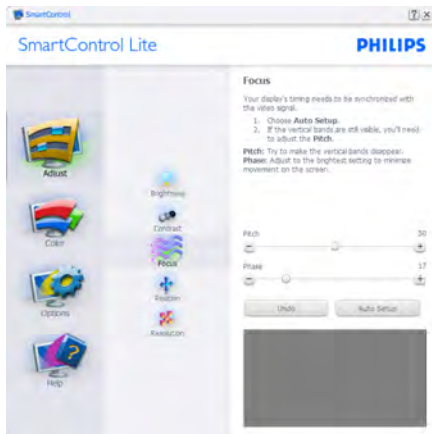 SmartControl
SmartControl Lite
PHILIPS
Adjust
Color
Options
Help
Brightness
Contrast
Focus
Position
Resolution
Focus
Your display's timing needs to be synchronized with
the video signal.
1. Choose Auto Setup.
2. If the vertical bands are still visible, you'll need
to adjust the Pitch.
Pitch: Try to make the vertical bands disappear.
Phase: Adjust to the brightest setting to minimize
movement on the screen.
Pitch 50
Phase 17
Undo Auto Setup